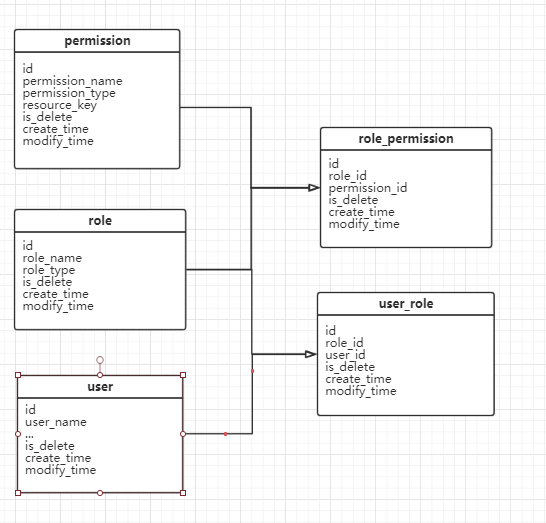 permission
id
permission_name
permission_type
resource_key
is_delete
create_time
modify_time
role_permission
id
role_id
permission_id
is_delete
create_time
modify_time
role
id
role_name
role_type
is_delete
create_time
modify_time
user_role
id
role_id
user_id
is_delete
create_time
modify_time
user
id
user_name
...
is_delete
create_time
modify_time